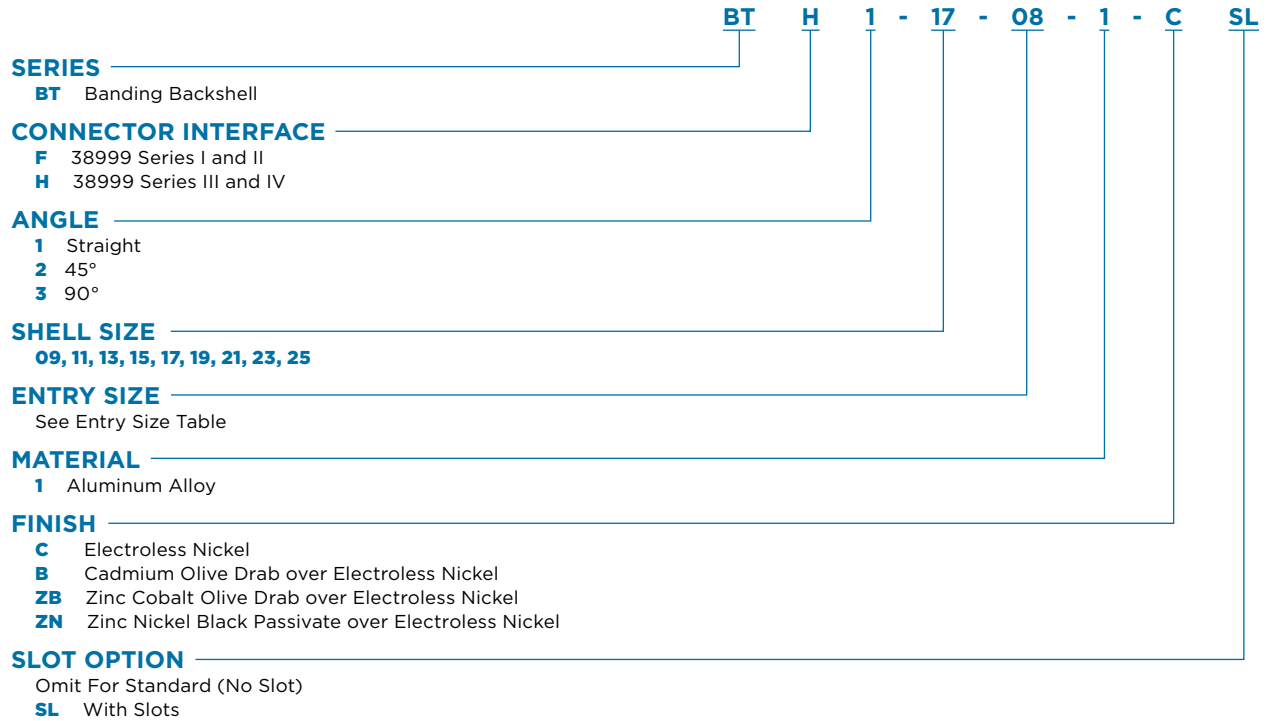 BT H 1 - 17 - 08 - 1 - C SL
SERIES
BT Banding Backshell
CONNECTOR INTERFACE
F 38999 Series I and II
H 38999 Series III and IV
ANGLE
1 Straight
2 45°
3 90°
SHELL SIZE
09, 11, 13, 15, 17, 19, 21, 23, 25
ENTRY SIZE
See Entry Size Table
MATERIAL
1 Aluminum Alloy
FINISH
C Electroless Nickel
B Cadmium Olive Drab over Electroless Nickel
ZB Zinc Cobalt Olive Drab over Electroless Nickel
ZN Zinc Nickel Black Passivate over Electroless Nickel
SLOT OPTION
Omit For Standard (No Slot)
SL With Slots